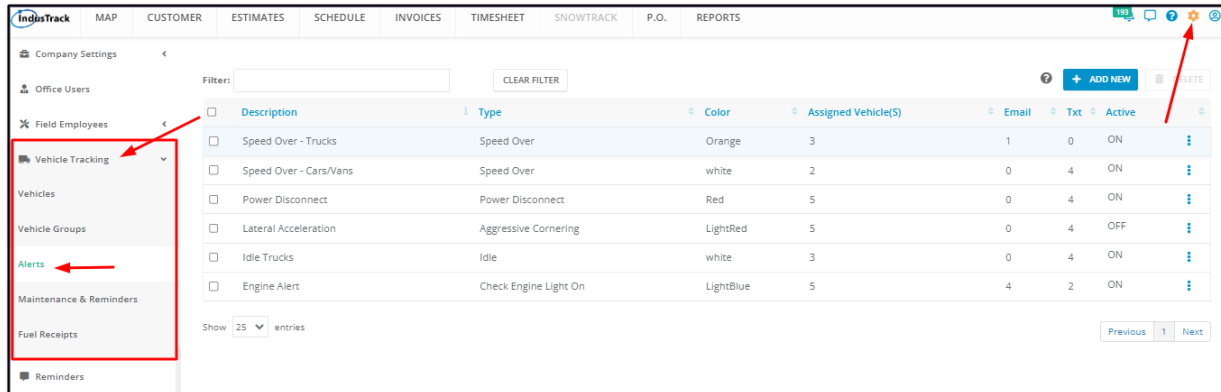 IndusTrack MAP CUSTOMER ESTIMATES SCHEDULE INVOICES TIMESHEET SNOWTRACK P.O. REPORTS 193
Company Settings
Office Users
Field Employees
Vehicle Tracking
Vehicles
Vehicle Groups
Alerts
Maintenance & Reminders
Fuel Receipts
Reminders
Filter: CLEAR FILTER + ADD NEW DELETE
Description Type Color Assigned Vehicle(S) Email Txt Active
Speed Over - Trucks Speed Over Orange 3 1 0 ON
Speed Over - Cars/Vans Speed Over white 2 0 4 ON
Power Disconnect Power Disconnect Red 5 0 4 ON
Lateral Acceleration Aggressive Cornering LightRed 5 0 4 OFF
Idle Trucks Idle white 3 0 4 ON
Engine Alert Check Engine Light On LightBlue 5 4 2 ON
Show 25 entries Previous 1 Next